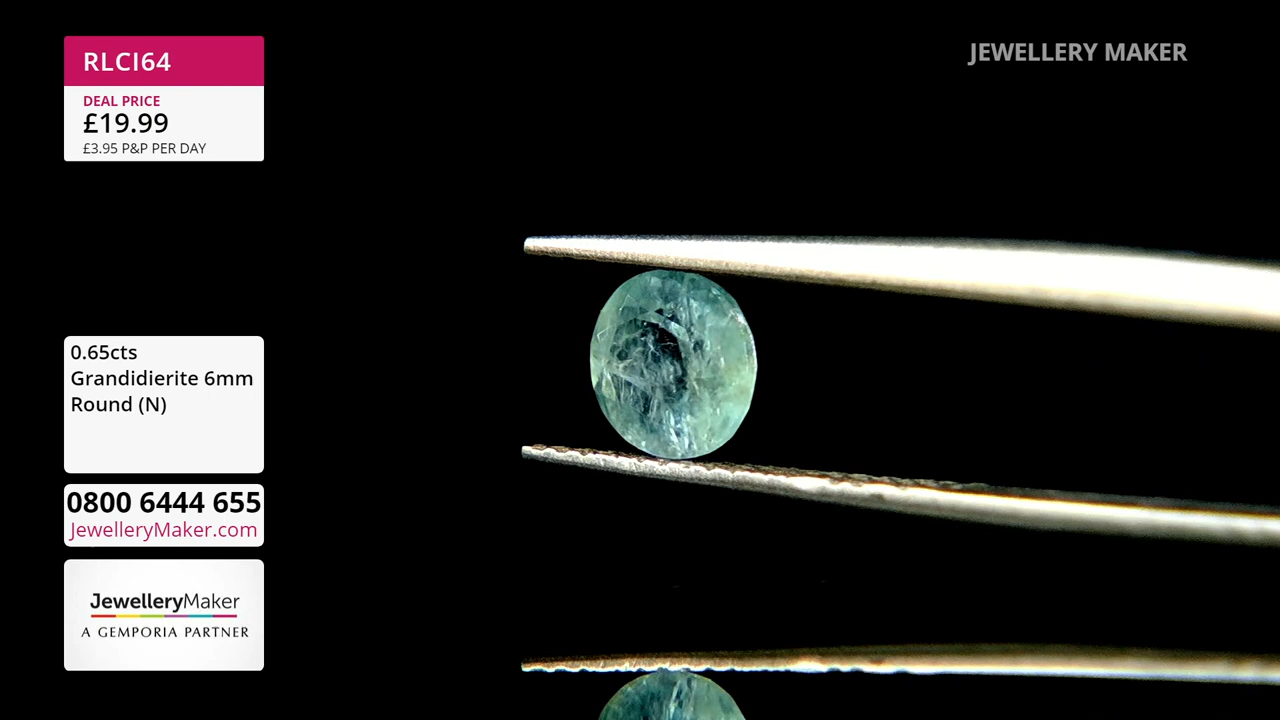 RLCI64
DEAL PRICE
£19.99
£3.95 P&P PER DAY
JEWELLERY MAKER
0.65cts
Grandidierite 6mm
Round (N)
0800 6444 655
JewelleryMaker.com
JewelleryMaker
A GEMPORIA PARTNER